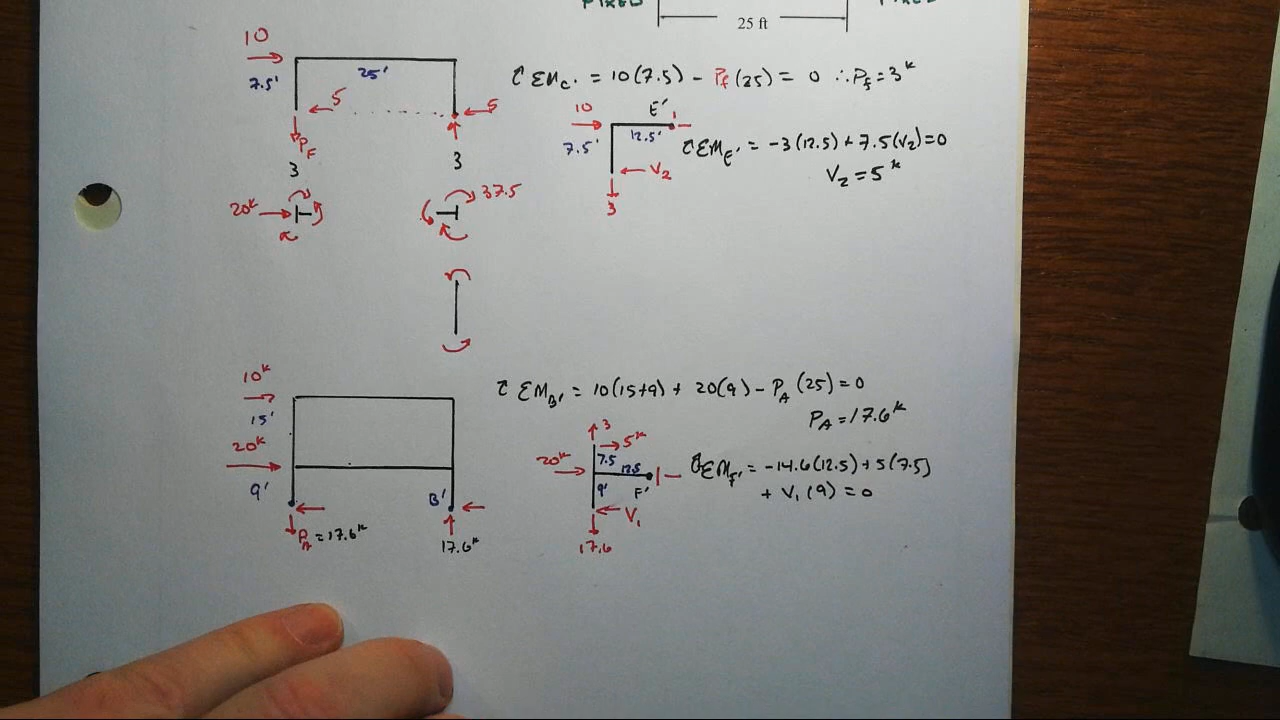 FIXED FIXED
25 ft
10
7.5'
25'
5
5
P_F
3
3
↻ΣM_C' = 10(7.5) - P_f(25) = 0 ∴ P_f = 3^k
10
E'
7.5'
12.5'
V_2
3
↻ΣM_E' = -3(12.5) + 7.5(V_2) = 0
V_2 = 5^k
20^k
37.5
10^k
15'
20^k
9'
B'
P_A = 17.6^k
17.6^k
↻ΣM_B' = 10(15+9) + 20(9) - P_A(25) = 0
P_A = 17.6^k
3
5^k
20^k
7.5
12.5
9'
F'
V_1
17.6
↻ΣM_F' = -14.6(12.5) + 5(7.5)
+ V_1(9) = 0